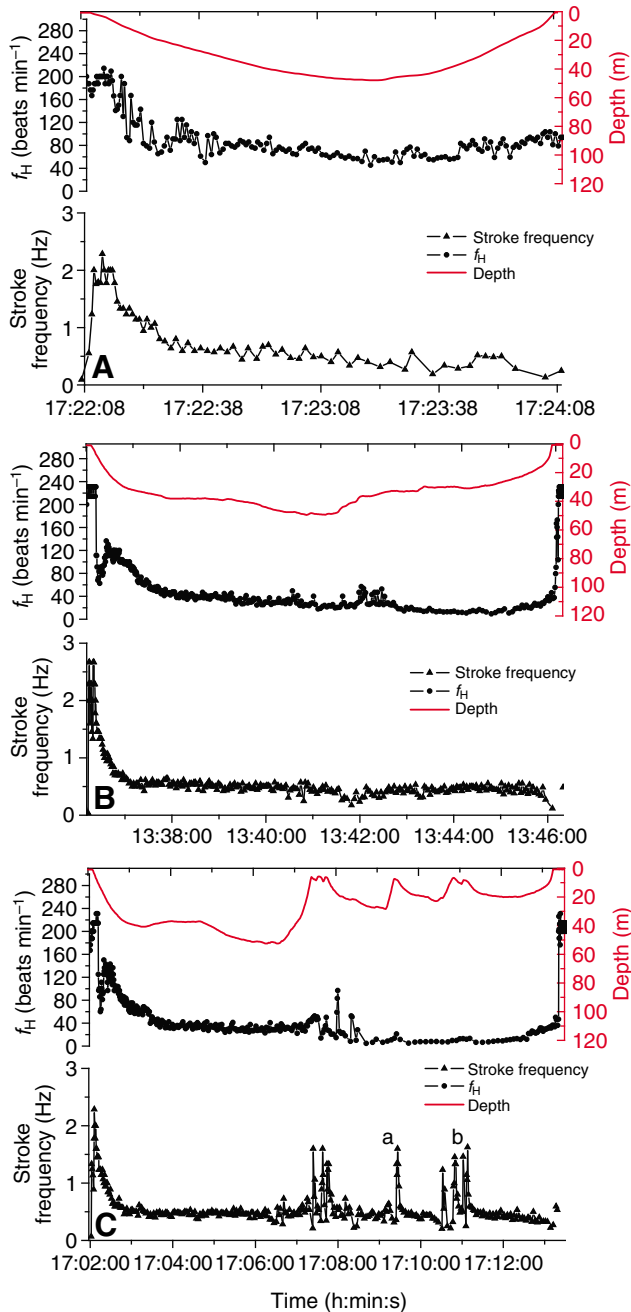 280
240
200
160
120
80
40
0
f_H (beats min⁻¹)
0
20
40
60
80
100
120
Depth (m)
3
2
1
0
Stroke
frequency (Hz)
Stroke frequency
f_H
Depth
A
17:22:08
17:22:38
17:23:08
17:23:38
17:24:08
280
240
200
160
120
80
40
0
f_H (beats min⁻¹)
0
20
40
60
80
100
120
Depth (m)
3
2
1
0
Stroke
frequency (Hz)
Stroke frequency
f_H
Depth
B
13:38:00
13:40:00
13:42:00
13:44:00
13:46:00
280
240
200
160
120
80
40
0
f_H (beats min⁻¹)
0
20
40
60
80
100
120
Depth (m)
3
2
1
0
Stroke
frequency (Hz)
Stroke frequency
f_H
Depth
a
b
C
17:02:00
17:04:00
17:06:00
17:08:00
17:10:00
17:12:00
Time (h:min:s)